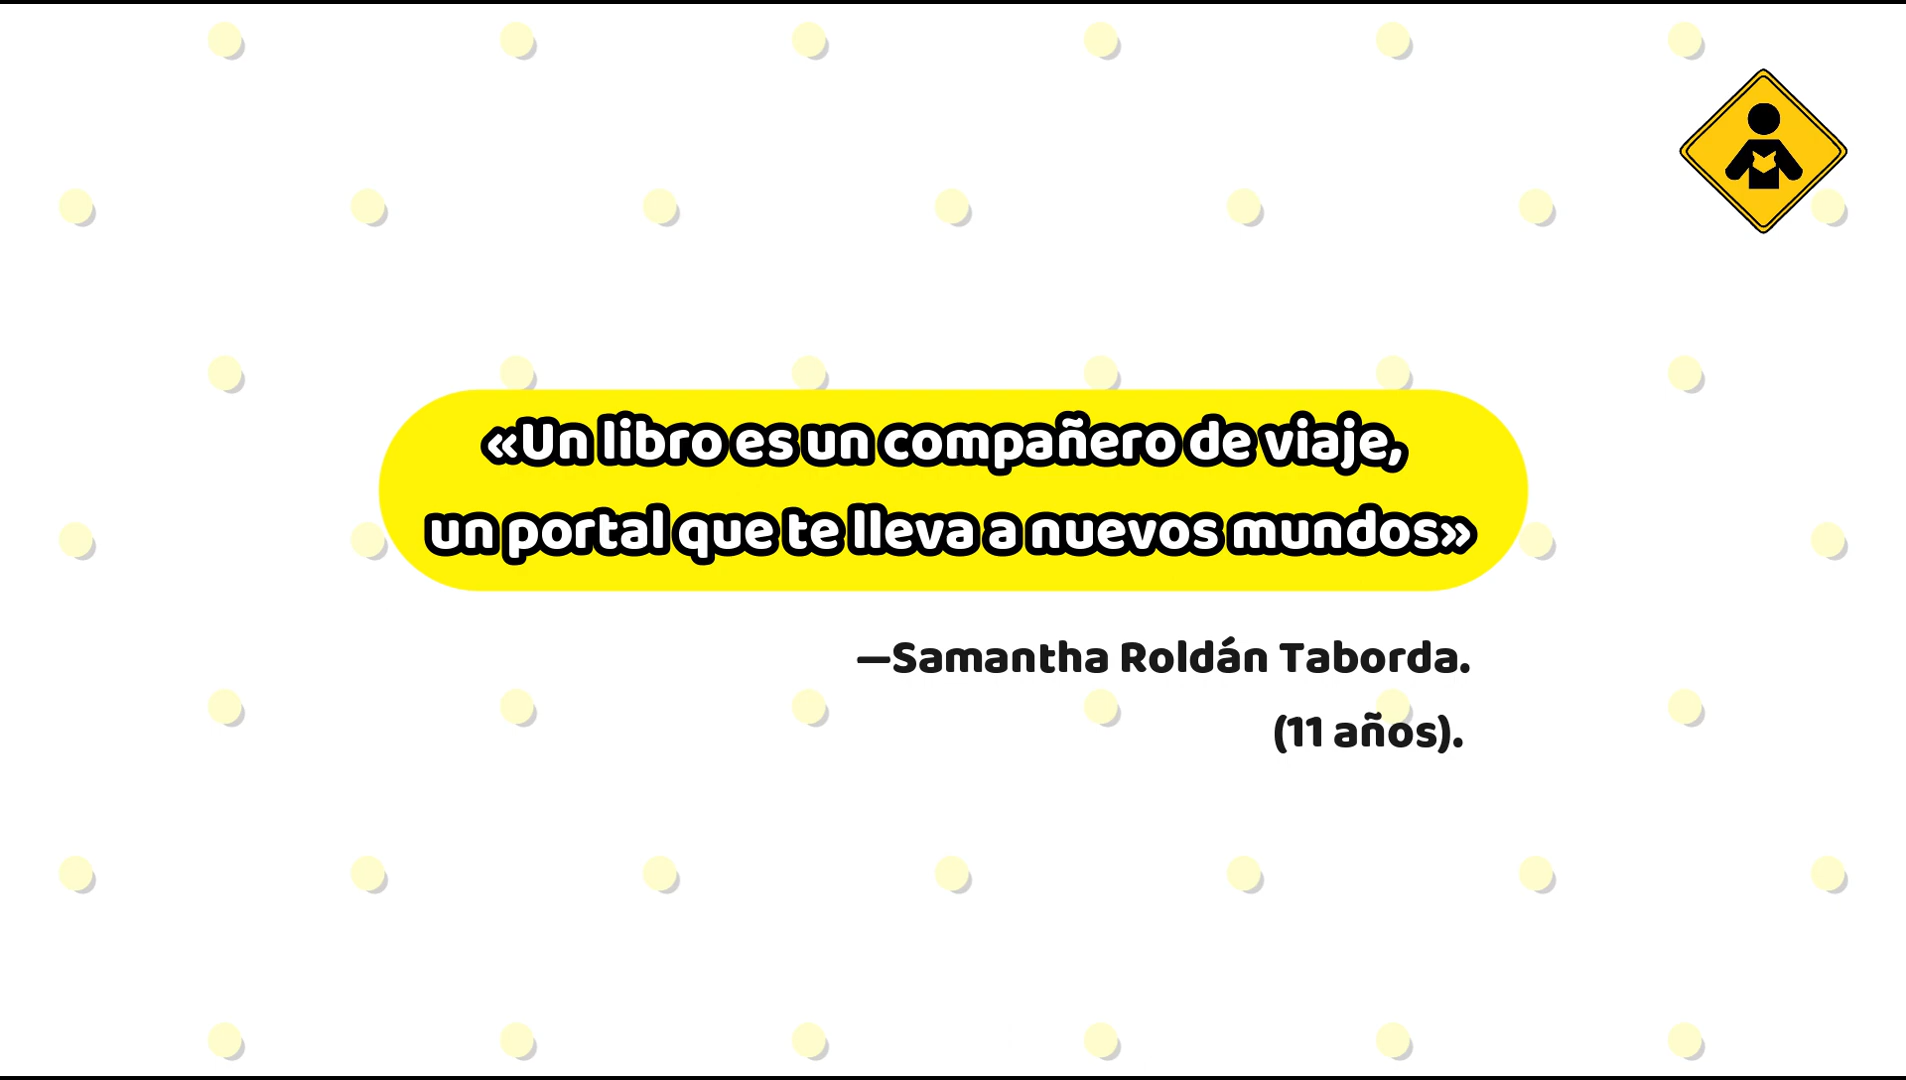 «Un libro es un compañero de viaje,
un portal que te lleva a nuevos mundos»
—Samantha Roldán Taborda.
(11 años).